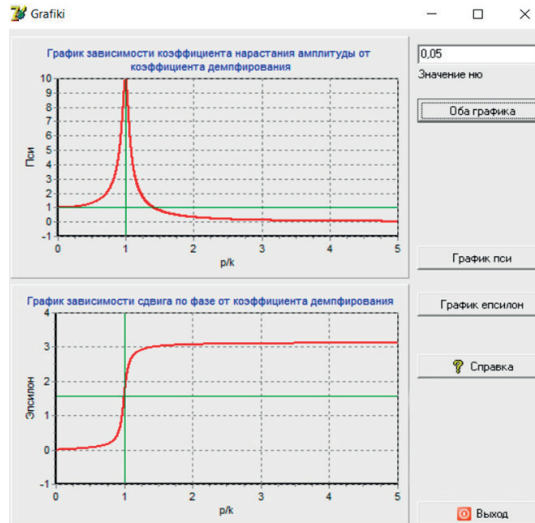 Grafiki
График зависимости коэффициента нарастания амплитуды от
коэффициента демпфирования
10
9
8
7
6
5
4
3
2
1
0
-1
Пси
0
1
2
3
4
5
p/k
0,05
Значение ню
Оба графика
График пси
График зависимости сдвига по фазе от коэффициента демпфирования
4
3
2
1
0
-1
Эпсилон
0
1
2
3
4
5
p/k
График епсилон
Справка
Выход